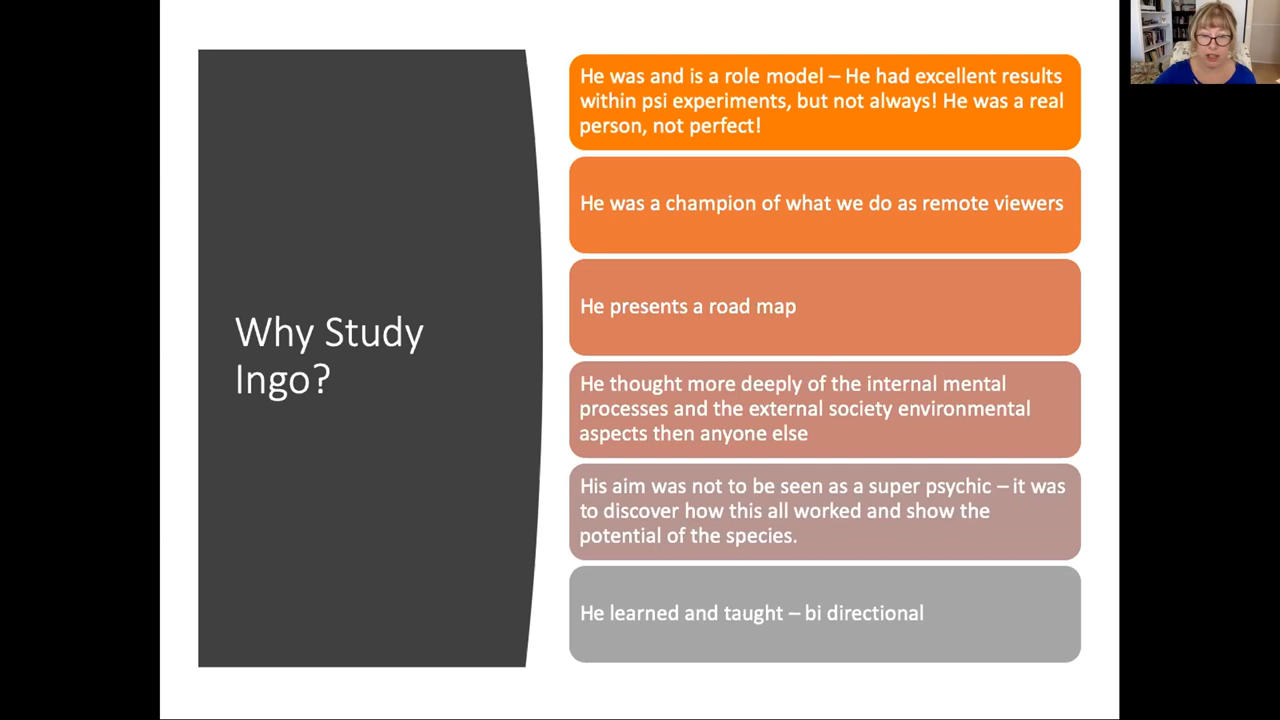 Why Study
Ingo?
He was and is a role model – He had excellent results
within psi experiments, but not always! He was a real
person, not perfect!
He was a champion of what we do as remote viewers
He presents a road map
He thought more deeply of the internal mental
processes and the external society environmental
aspects then anyone else
His aim was not to be seen as a super psychic – it was
to discover how this all worked and show the
potential of the species.
He learned and taught – bi directional